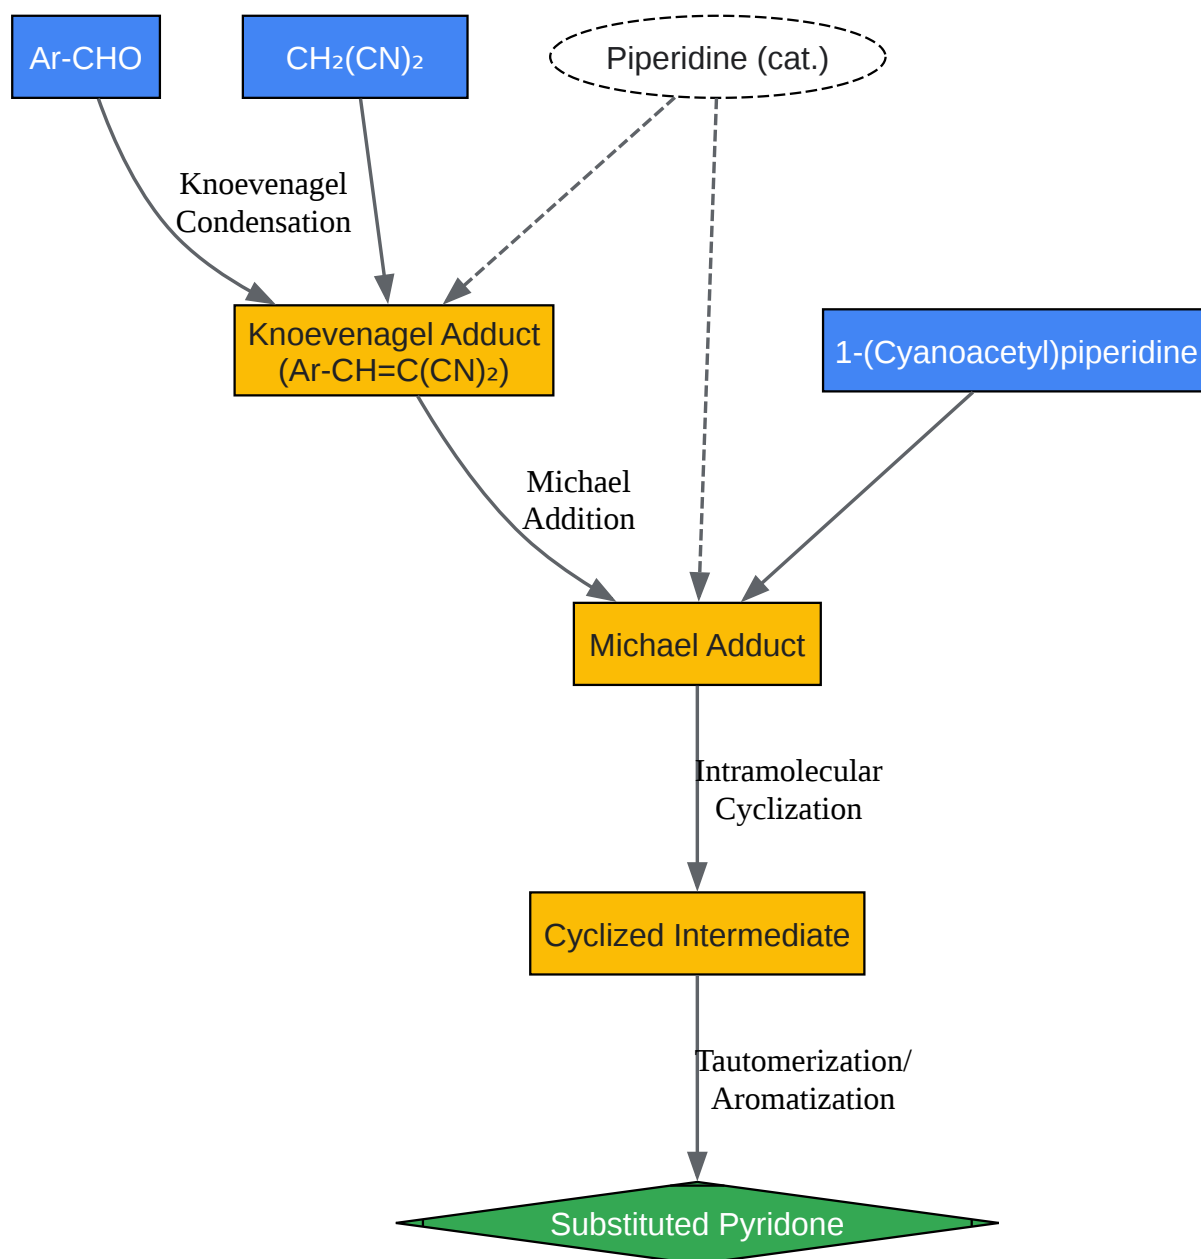 Ar-CHO
CH₂(CN)₂
Piperidine (cat.)
Knoevenagel
Condensation
Knoevenagel Adduct
(Ar-CH=C(CN)₂)
1-(Cyanoacetyl)piperidine
Michael
Addition
Michael Adduct
Intramolecular
Cyclization
Cyclized Intermediate
Tautomerization/
Aromatization
Substituted Pyridone